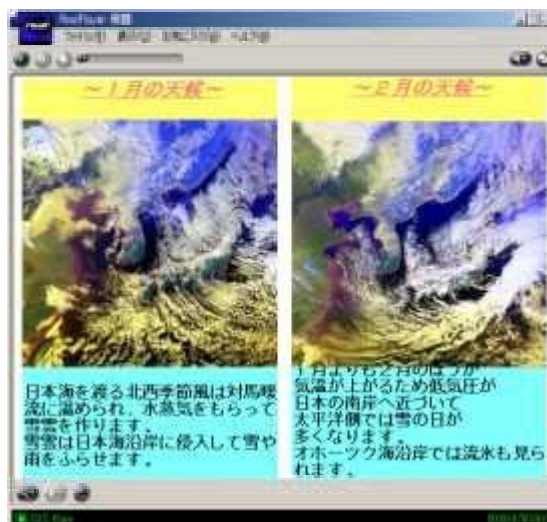 ～１月の天候～
日本海を渡る北西季節風は対馬暖
流に温められ、水蒸気をもらって
雪雲を作ります。
雪雲は日本海沿岸に侵入して雪や
雨をふらせます。
～２月の天候～
１月よりも２月のほうが
気温が上がるため低気圧が
日本の南岸へ近づいて
太平洋側では雪の日が
多くなります。
オホーツク海沿岸では流氷も見ら
れます。